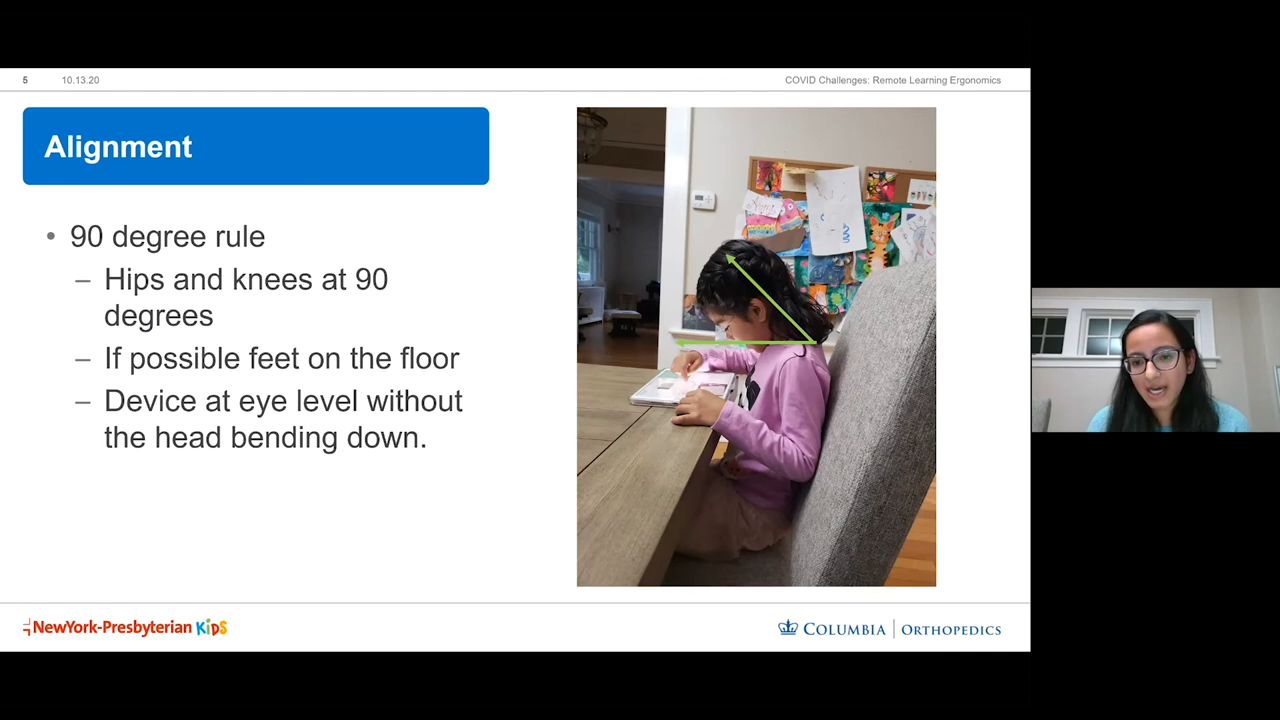 5 10.13.20 COVID Challenges: Remote Learning Ergonomics
Alignment
• 90 degree rule
– Hips and knees at 90
degrees
– If possible feet on the floor
– Device at eye level without
the head bending down.
NewYork-Presbyterian KiDS
COLUMBIA | ORTHOPEDICS